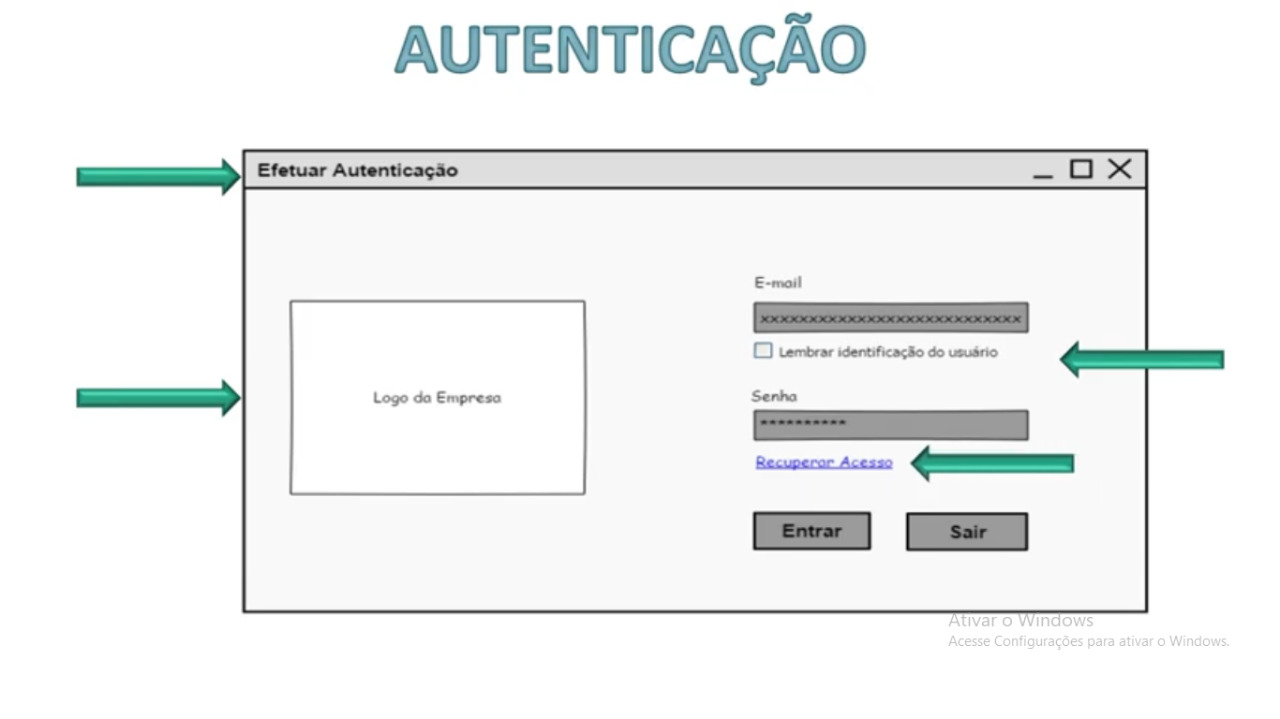 AUTENTICAÇÃO
Efetuar Autenticação
Logo da Empresa
E-mail
xxxxxxxxxxxxxxxxxxxxxxxxxxx
Lembrar identificação do usuário
Senha
**********
Recuperar Acesso
Entrar
Sair
Ativar o Windows
Acesse Configurações para ativar o Windows.